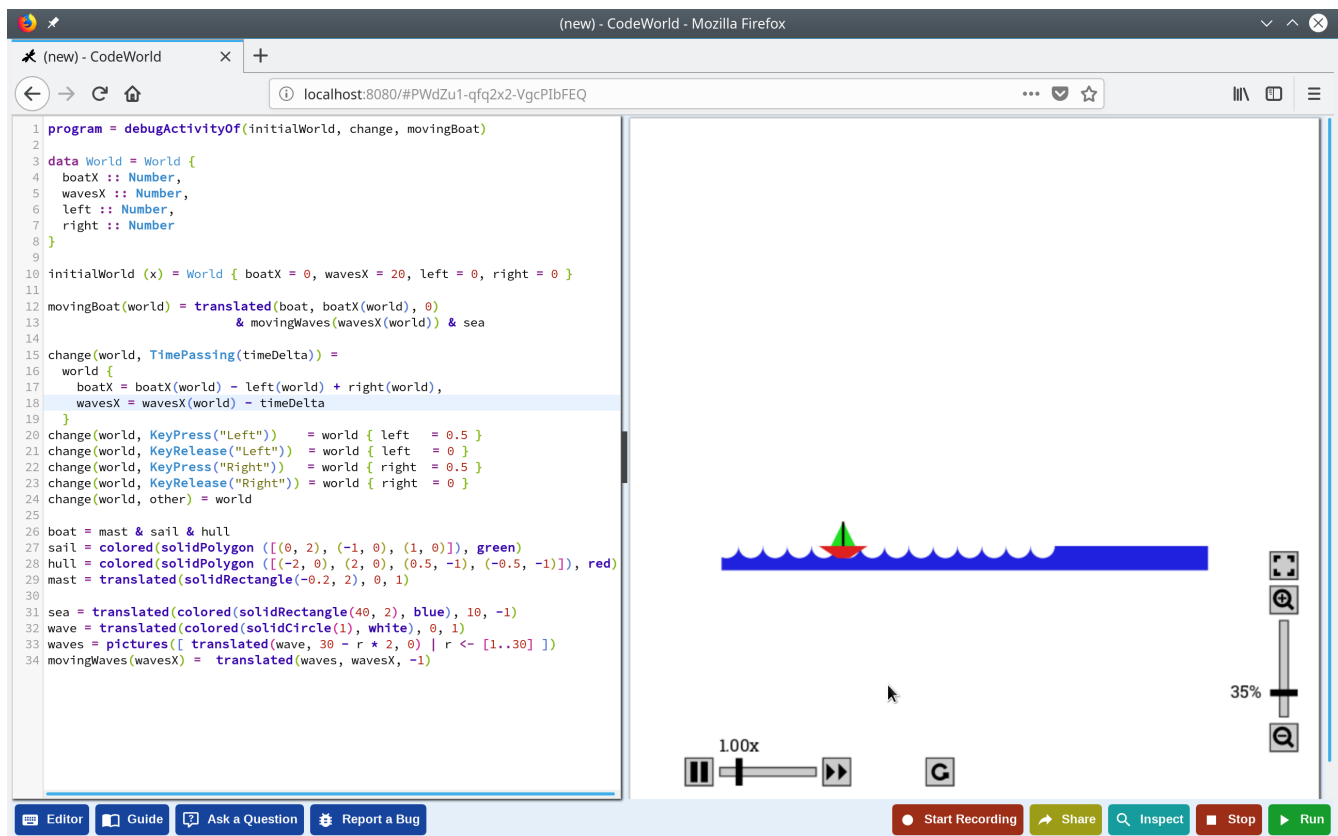 (new) - CodeWorld - Mozilla Firefox
(new) - CodeWorld
localhost:8080/#PWdZu1-qfq2x2-VgcPIbFEQ
1 program = debugActivityOf(initialWorld, change, movingBoat)
2
3 data World = World {
4   boatX :: Number,
5   wavesX :: Number,
6   left :: Number,
7   right :: Number
8 }
9
10 initialWorld (x) = World { boatX = 0, wavesX = 20, left = 0, right = 0 }
11
12 movingBoat(world) = translated(boat, boatX(world), 0)
13                           & movingWaves(wavesX(world)) & sea
14
15 change(world, TimePassing(timeDelta)) =
16   world {
17     boatX = boatX(world) - left(world) + right(world),
18     wavesX = wavesX(world) - timeDelta
19   }
20 change(world, KeyPress("Left"))    = world { left   = 0.5 }
21 change(world, KeyRelease("Left"))  = world { left   = 0 }
22 change(world, KeyPress("Right"))   = world { right  = 0.5 }
23 change(world, KeyRelease("Right")) = world { right  = 0 }
24 change(world, other) = world
25
26 boat = mast & sail & hull
27 sail = colored(solidPolygon ([(0, 2), (-1, 0), (1, 0)]), green)
28 hull = colored(solidPolygon ([(-2, 0), (2, 0), (0.5, -1), (-0.5, -1)]), red)
29 mast = translated(solidRectangle(-0.2, 2), 0, 1)
30
31 sea = translated(colored(solidRectangle(40, 2), blue), 10, -1)
32 wave = translated(colored(solidCircle(1), white), 0, 1)
33 waves = pictures([ translated(wave, 30 - r * 2, 0) | r <- [1..30] ])
34 movingWaves(wavesX) =  translated(waves, wavesX, -1)
35%
1.00x
Editor
Guide
Ask a Question
Report a Bug
Start Recording
Share
Inspect
Stop
Run